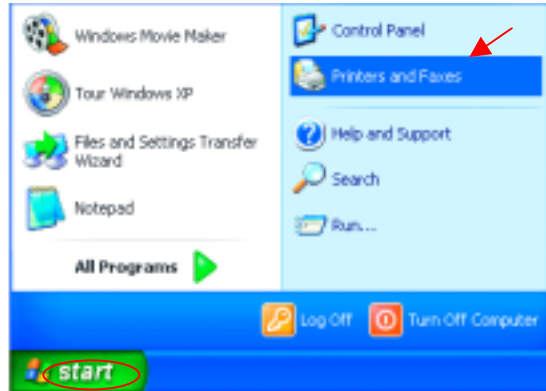 Windows Movie Maker
Tour Windows XP
Files and Settings Transfer
Wizard
Notepad
All Programs
Control Panel
Printers and Faxes
Help and Support
Search
Run...
Log Off
Turn Off Computer
start